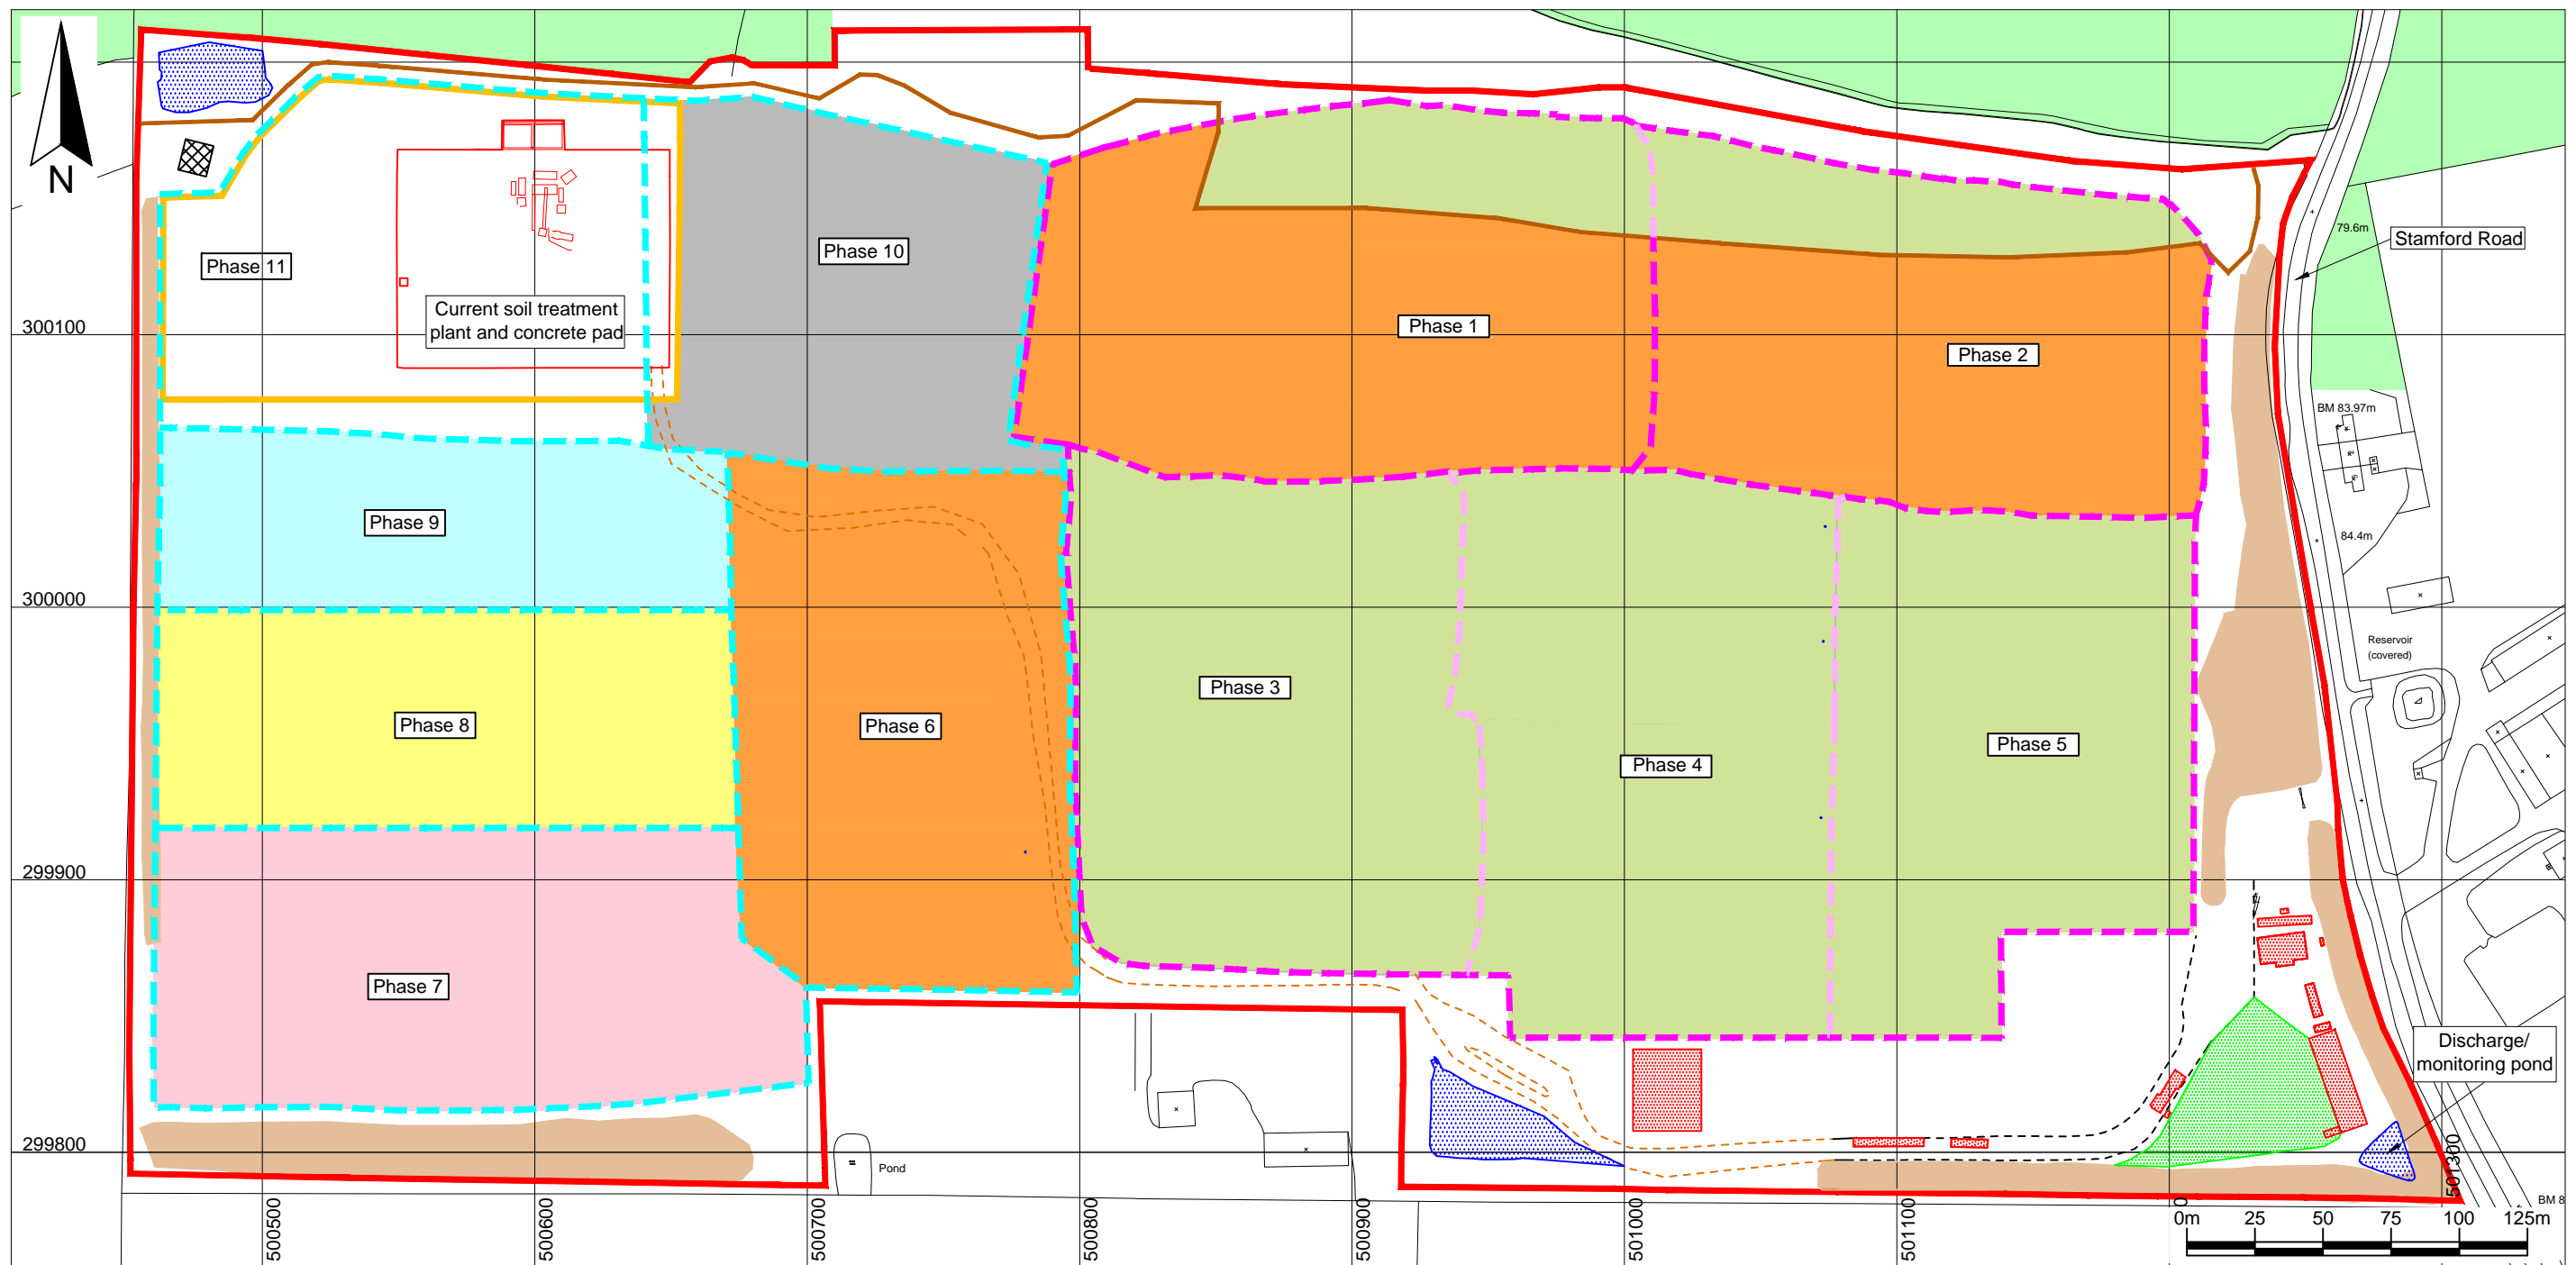 N
79.6m
Stamford Road
Phase 10
Phase 11
Current soil treatment
plant and concrete pad
300100
Phase 1
Phase 2
BM 83.97m
Phase 9
84.4m
300000
Reservoir
(covered)
Phase 3
Phase 8
Phase 6
Phase 4
Phase 5
299900
Phase 7
Discharge/
monitoring pond
299800
Pond
500500
500600
500700
500800
500900
501000
501100
501300
BM 8
0m 25 50 75 100 125m